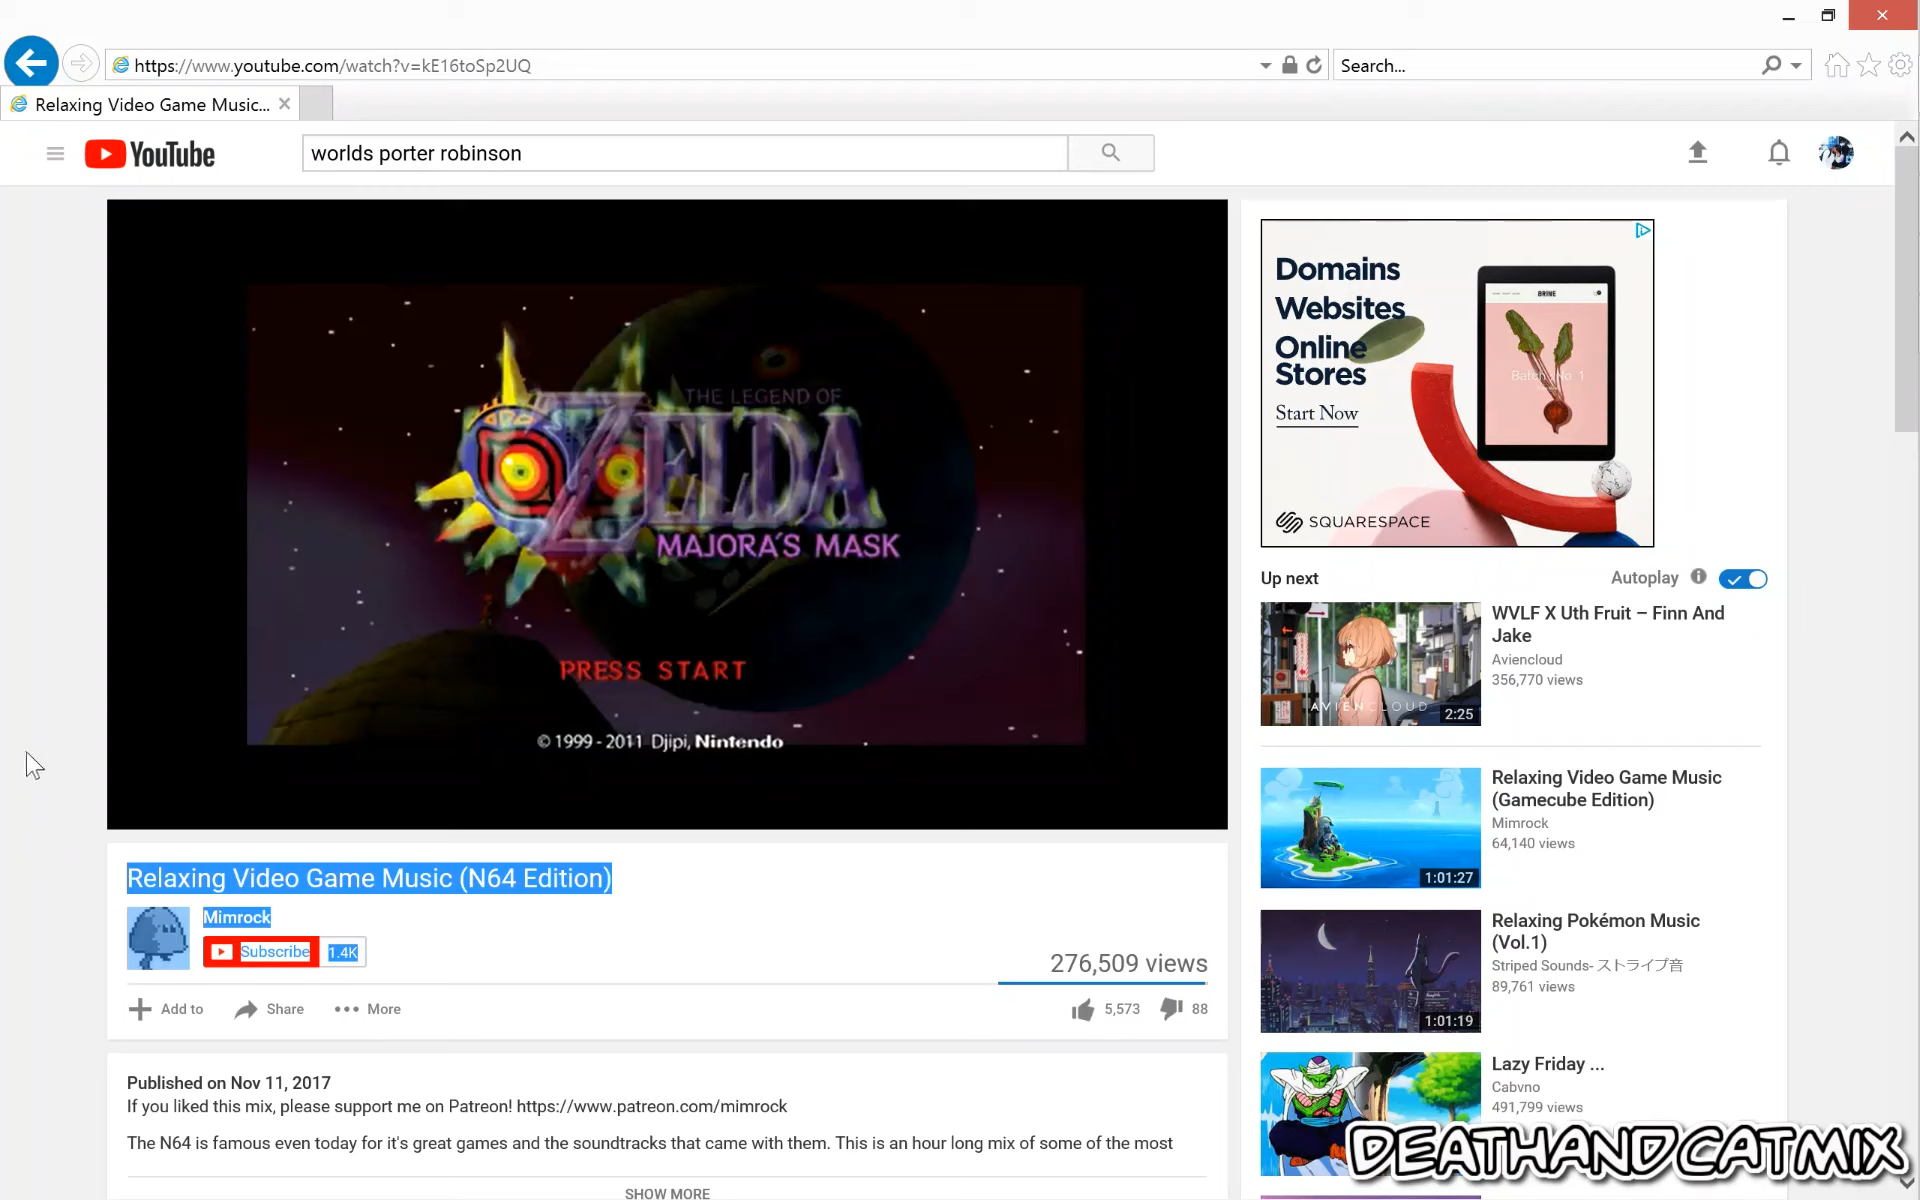 https://www.youtube.com/watch?v=kE16toSp2UQ
Search...
Relaxing Video Game Music...
YouTube
worlds porter robinson
THE LEGEND OF
ZELDA
MAJORA'S MASK
PRESS START
© 1999 - 2011 Djipi, Nintendo
Domains
Websites
Online
Stores
Start Now
BRINE
Batch No. 1
SQUARESPACE
Up next
Autoplay
AVIENCLOUD
2:25
WVLF X Uth Fruit – Finn And
Jake
Aviencloud
356,770 views
1:01:27
Relaxing Video Game Music
(Gamecube Edition)
Mimrock
64,140 views
1:01:19
Relaxing Pokémon Music
(Vol.1)
Striped Sounds- ストライプ音
89,761 views
Lazy Friday ...
Cabvno
491,799 views
Relaxing Video Game Music (N64 Edition)
Mimrock
Subscribe 1.4K
276,509 views
Add to Share More
5,573 88
Published on Nov 11, 2017
If you liked this mix, please support me on Patreon! https://www.patreon.com/mimrock
The N64 is famous even today for it's great games and the soundtracks that came with them. This is an hour long mix of some of the most
SHOW MORE
DEATHANDCATMIX